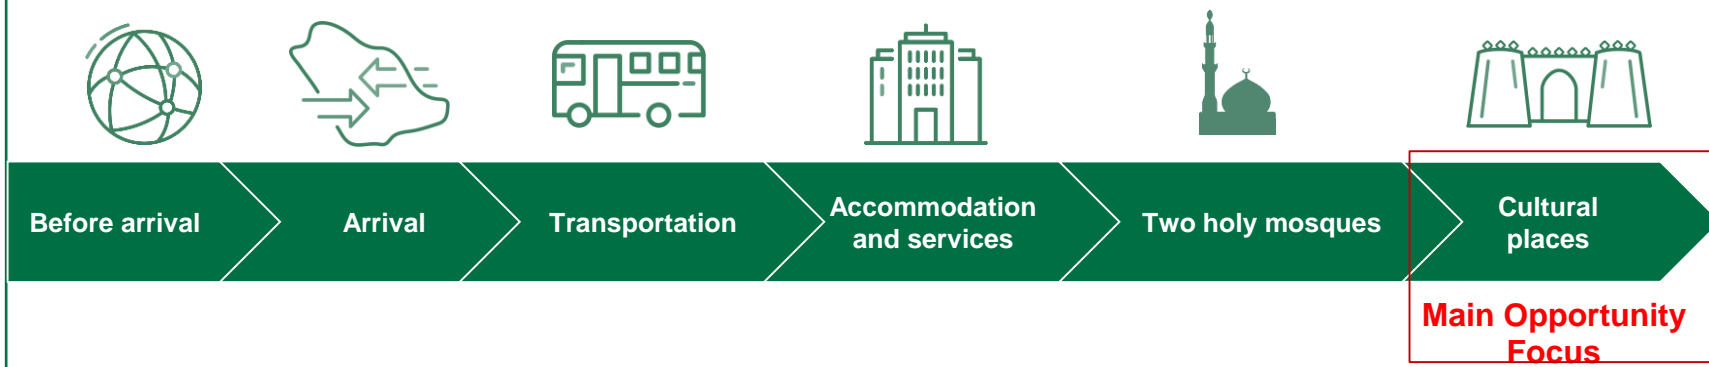 Before arrival
Arrival
Transportation
Accommodation
and services
Two holy mosques
Cultural
places
Main Opportunity
Focus